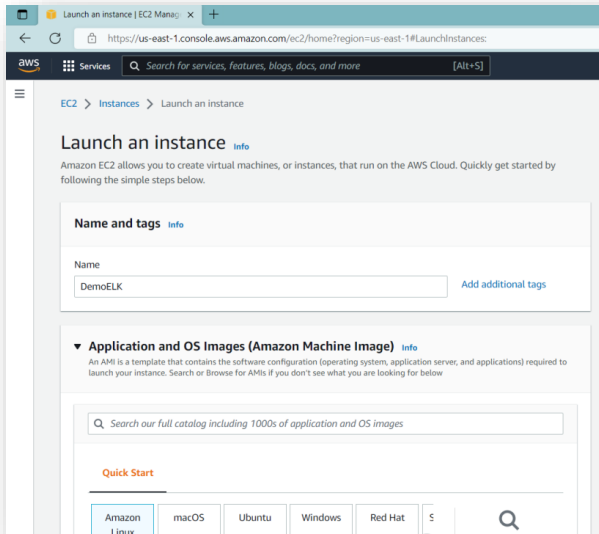 Launch an instance | EC2 Manag
https://us-east-1.console.aws.amazon.com/ec2/home?region=us-east-1#LaunchInstances:
aws
Services
Search for services, features, blogs, docs, and more
[Alt+S]
EC2 > Instances > Launch an instance
Launch an instance Info
Amazon EC2 allows you to create virtual machines, or instances, that run on the AWS Cloud. Quickly get started by
following the simple steps below.
Name and tags Info
Name
DemoELK
Add additional tags
Application and OS Images (Amazon Machine Image) Info
An AMI is a template that contains the software configuration (operating system, application server, and applications) required to
launch your instance. Search or Browse for AMIs if you don't see what you are looking for below
Search our full catalog including 1000s of application and OS images
Quick Start
Amazon
Linux
macOS
Ubuntu
Windows
Red Hat
S